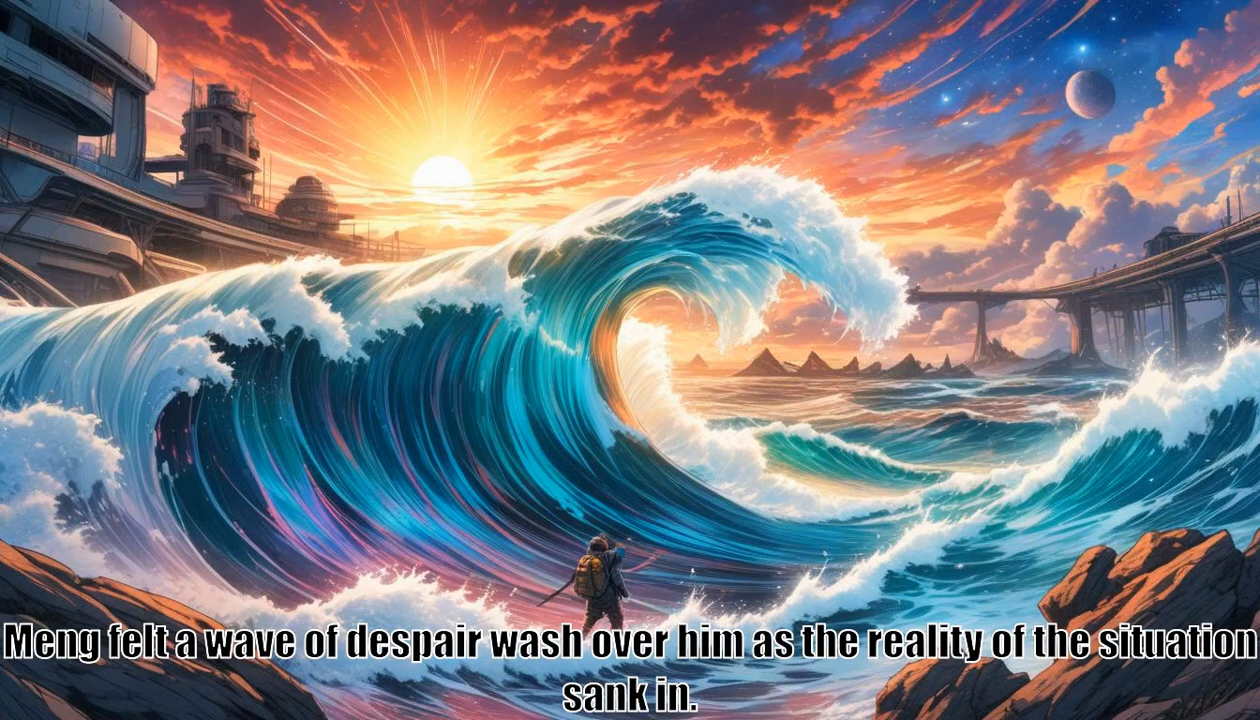 Meng felt a wave of despair wash over him as the reality of the situation
sank in.